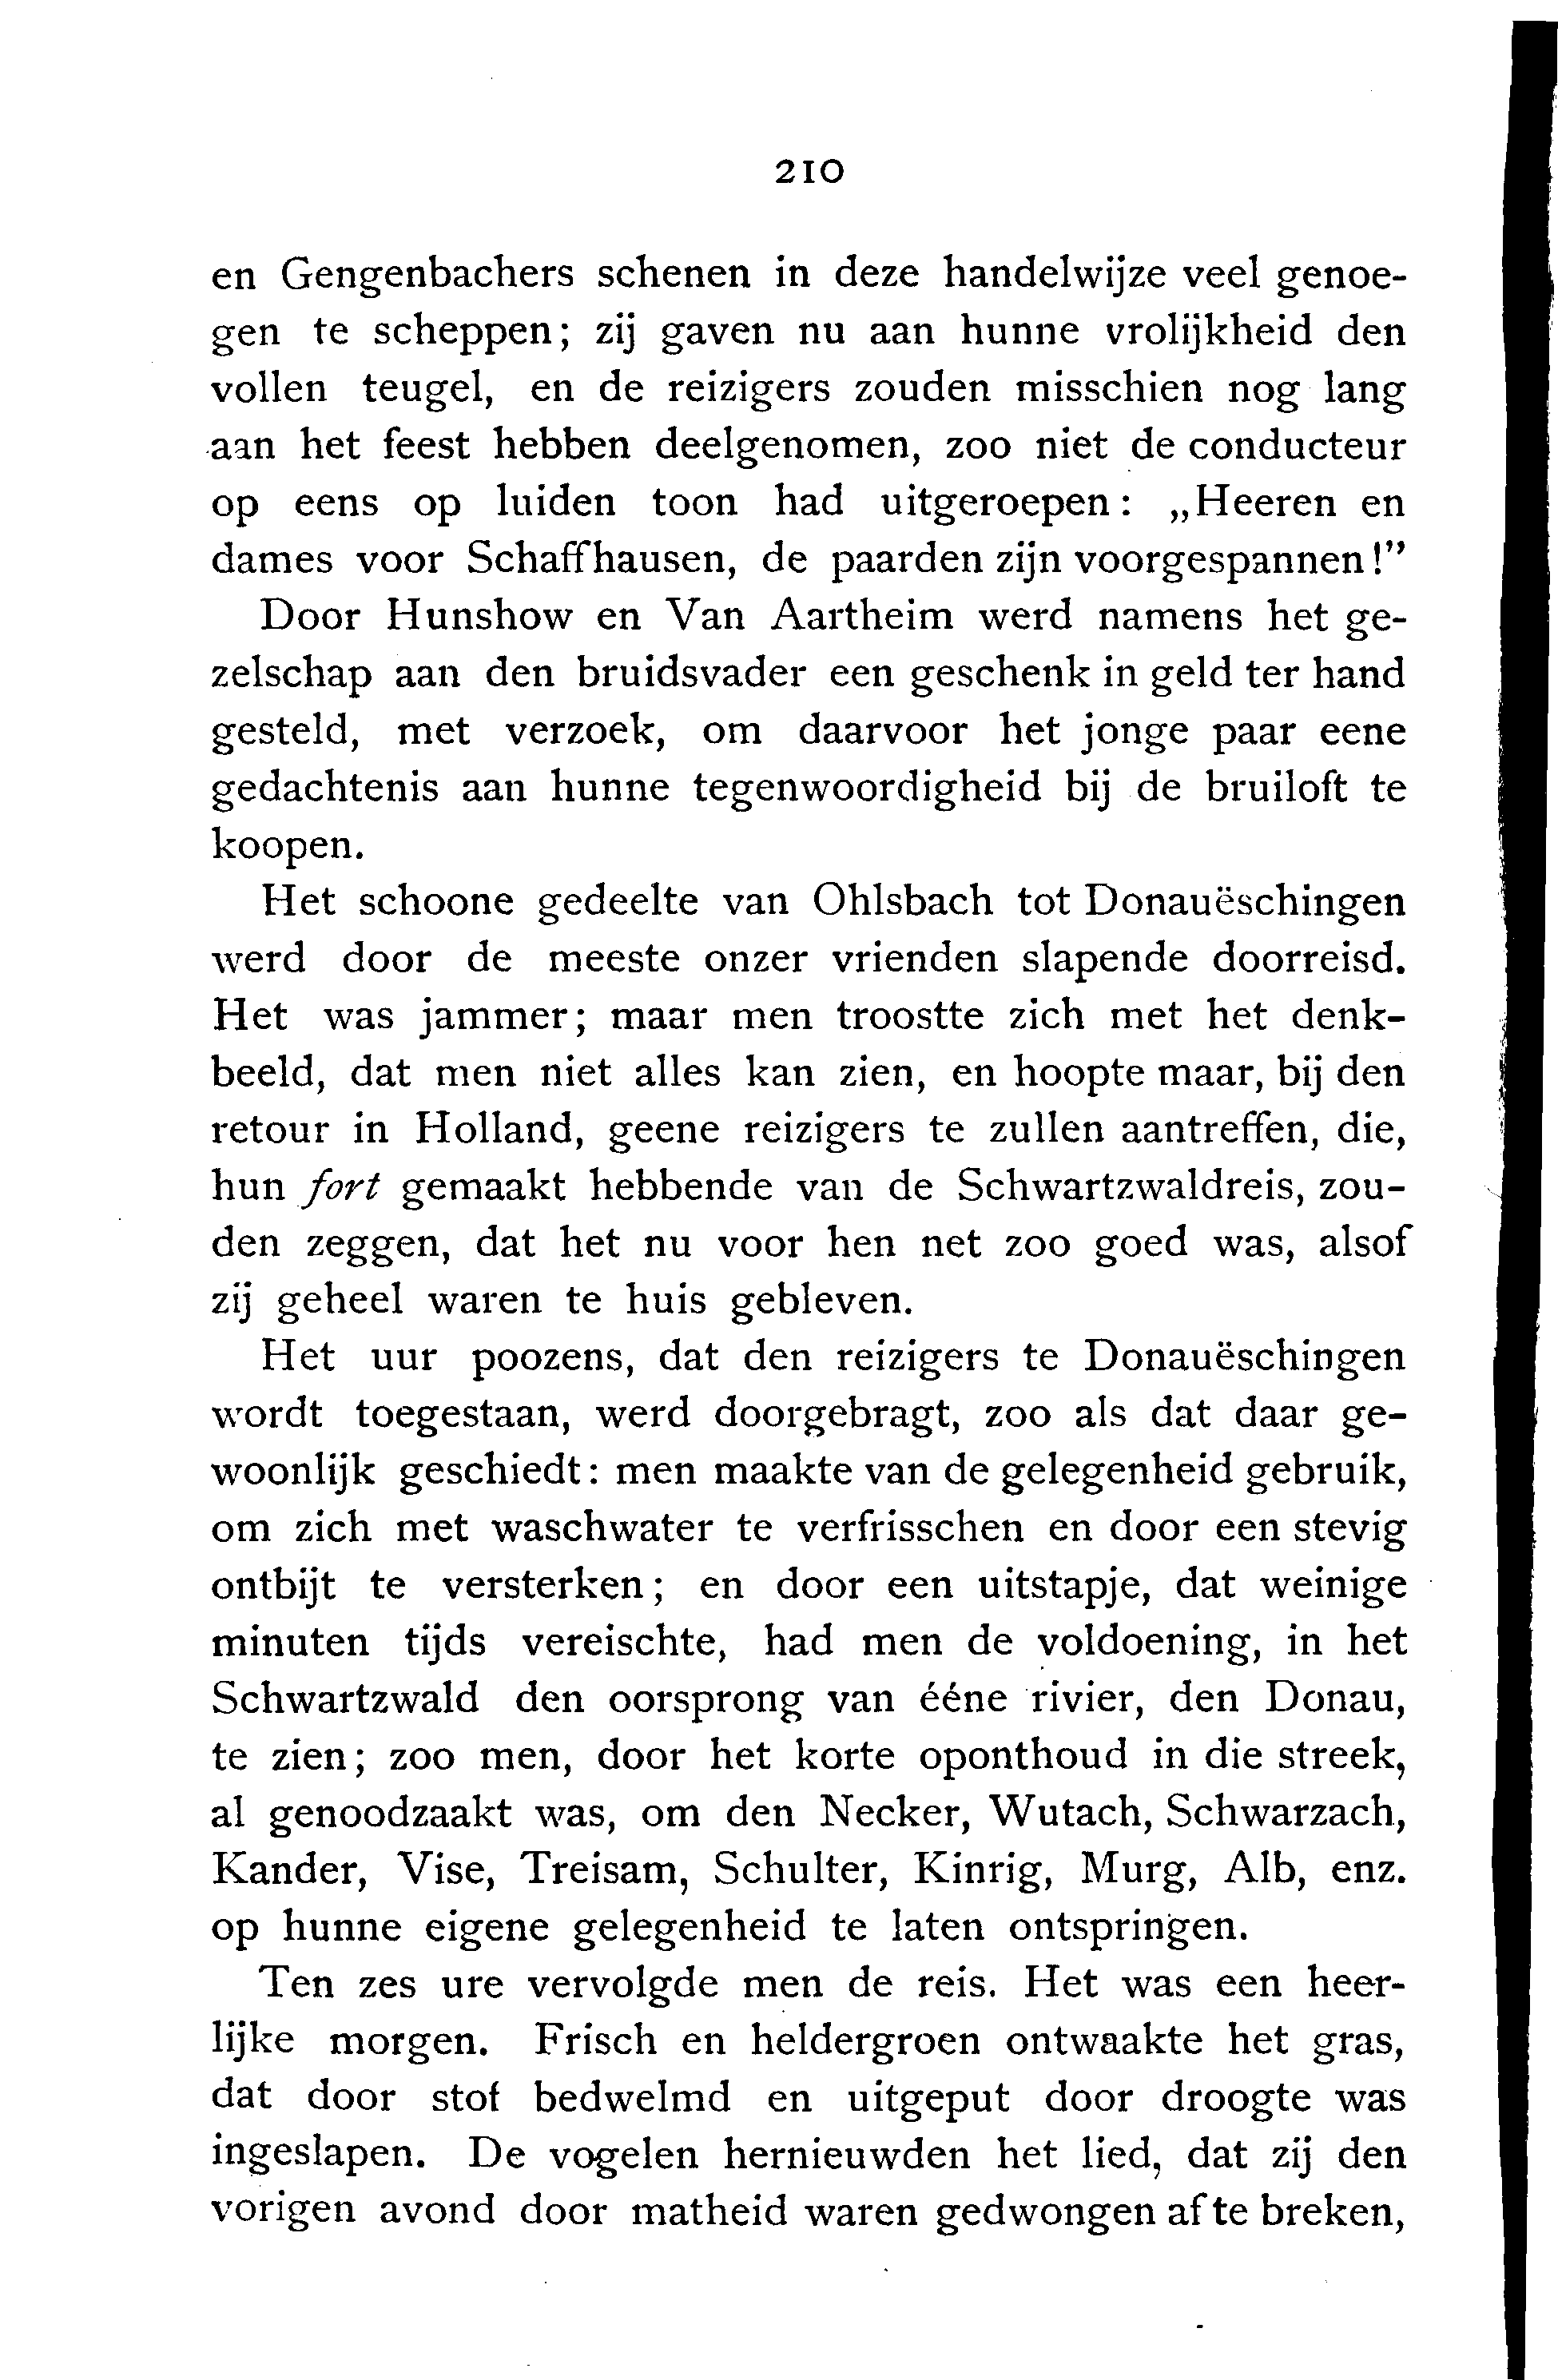 210
en Gengenbachers schenen in deze handelwijze veel genoe-
gen te scheppen; zij gaven nu aan hunne vrolijkheid den
vollen teugel, en de reizigers zouden misschien nog lang
aan het feest hebben deelgenomen, zoo niet de conducteur
op eens op luiden toon had uitgeroepen: „Heeren en
dames voor Schaffhausen, de paarden zijn voorgespannen!”
Door Hunshow en Van Aartheim werd namens het ge-
zelschap aan den bruidsvader een geschenk in geld ter hand
gesteld, met verzoek, om daarvoor het jonge paar eene
gedachtenis aan hunne tegenwoordigheid bij de bruiloft te
koopen.
Het schoone gedeelte van Ohlsbach tot Donauëschingen
werd door de meeste onzer vrienden slapende doorreisd.
Het was jammer; maar men troostte zich met het denk-
beeld, dat men niet alles kan zien, en hoopte maar, bij den
retour in Holland, geene reizigers te zullen aantreffen, die,
hun fort gemaakt hebbende van de Schwartzwaldreis, zou-
den zeggen, dat het nu voor hen net zoo goed was, alsof
zij geheel waren te huis gebleven.
Het uur poozens, dat den reizigers te Donauëschingen
wordt toegestaan, werd doorgebragt, zoo als dat daar ge-
woonlijk geschiedt: men maakte van de gelegenheid gebruik,
om zich met waschwater te verfrisschen en door een stevig
ontbijt te versterken; en door een uitstapje, dat weinige
minuten tijds vereischte, had men de voldoening, in het
Schwartzwald den oorsprong van ééne rivier, den Donau,
te zien; zoo men, door het korte oponthoud in die streek,
al genoodzaakt was, om den Necker, Wutach, Schwarzach,
Kander, Vise, Treisam, Schulter, Kinrig, Murg, Alb, enz.
op hunne eigene gelegenheid te laten ontspringen.
Ten zes ure vervolgde men de reis. Het was een heer-
lijke morgen. Frisch en heldergroen ontwaakte het gras,
dat door stof bedwelmd en uitgeput door droogte was
ingeslapen. De vogelen hernieuwden het lied, dat zij den
vorigen avond door matheid waren gedwongen af te breken,